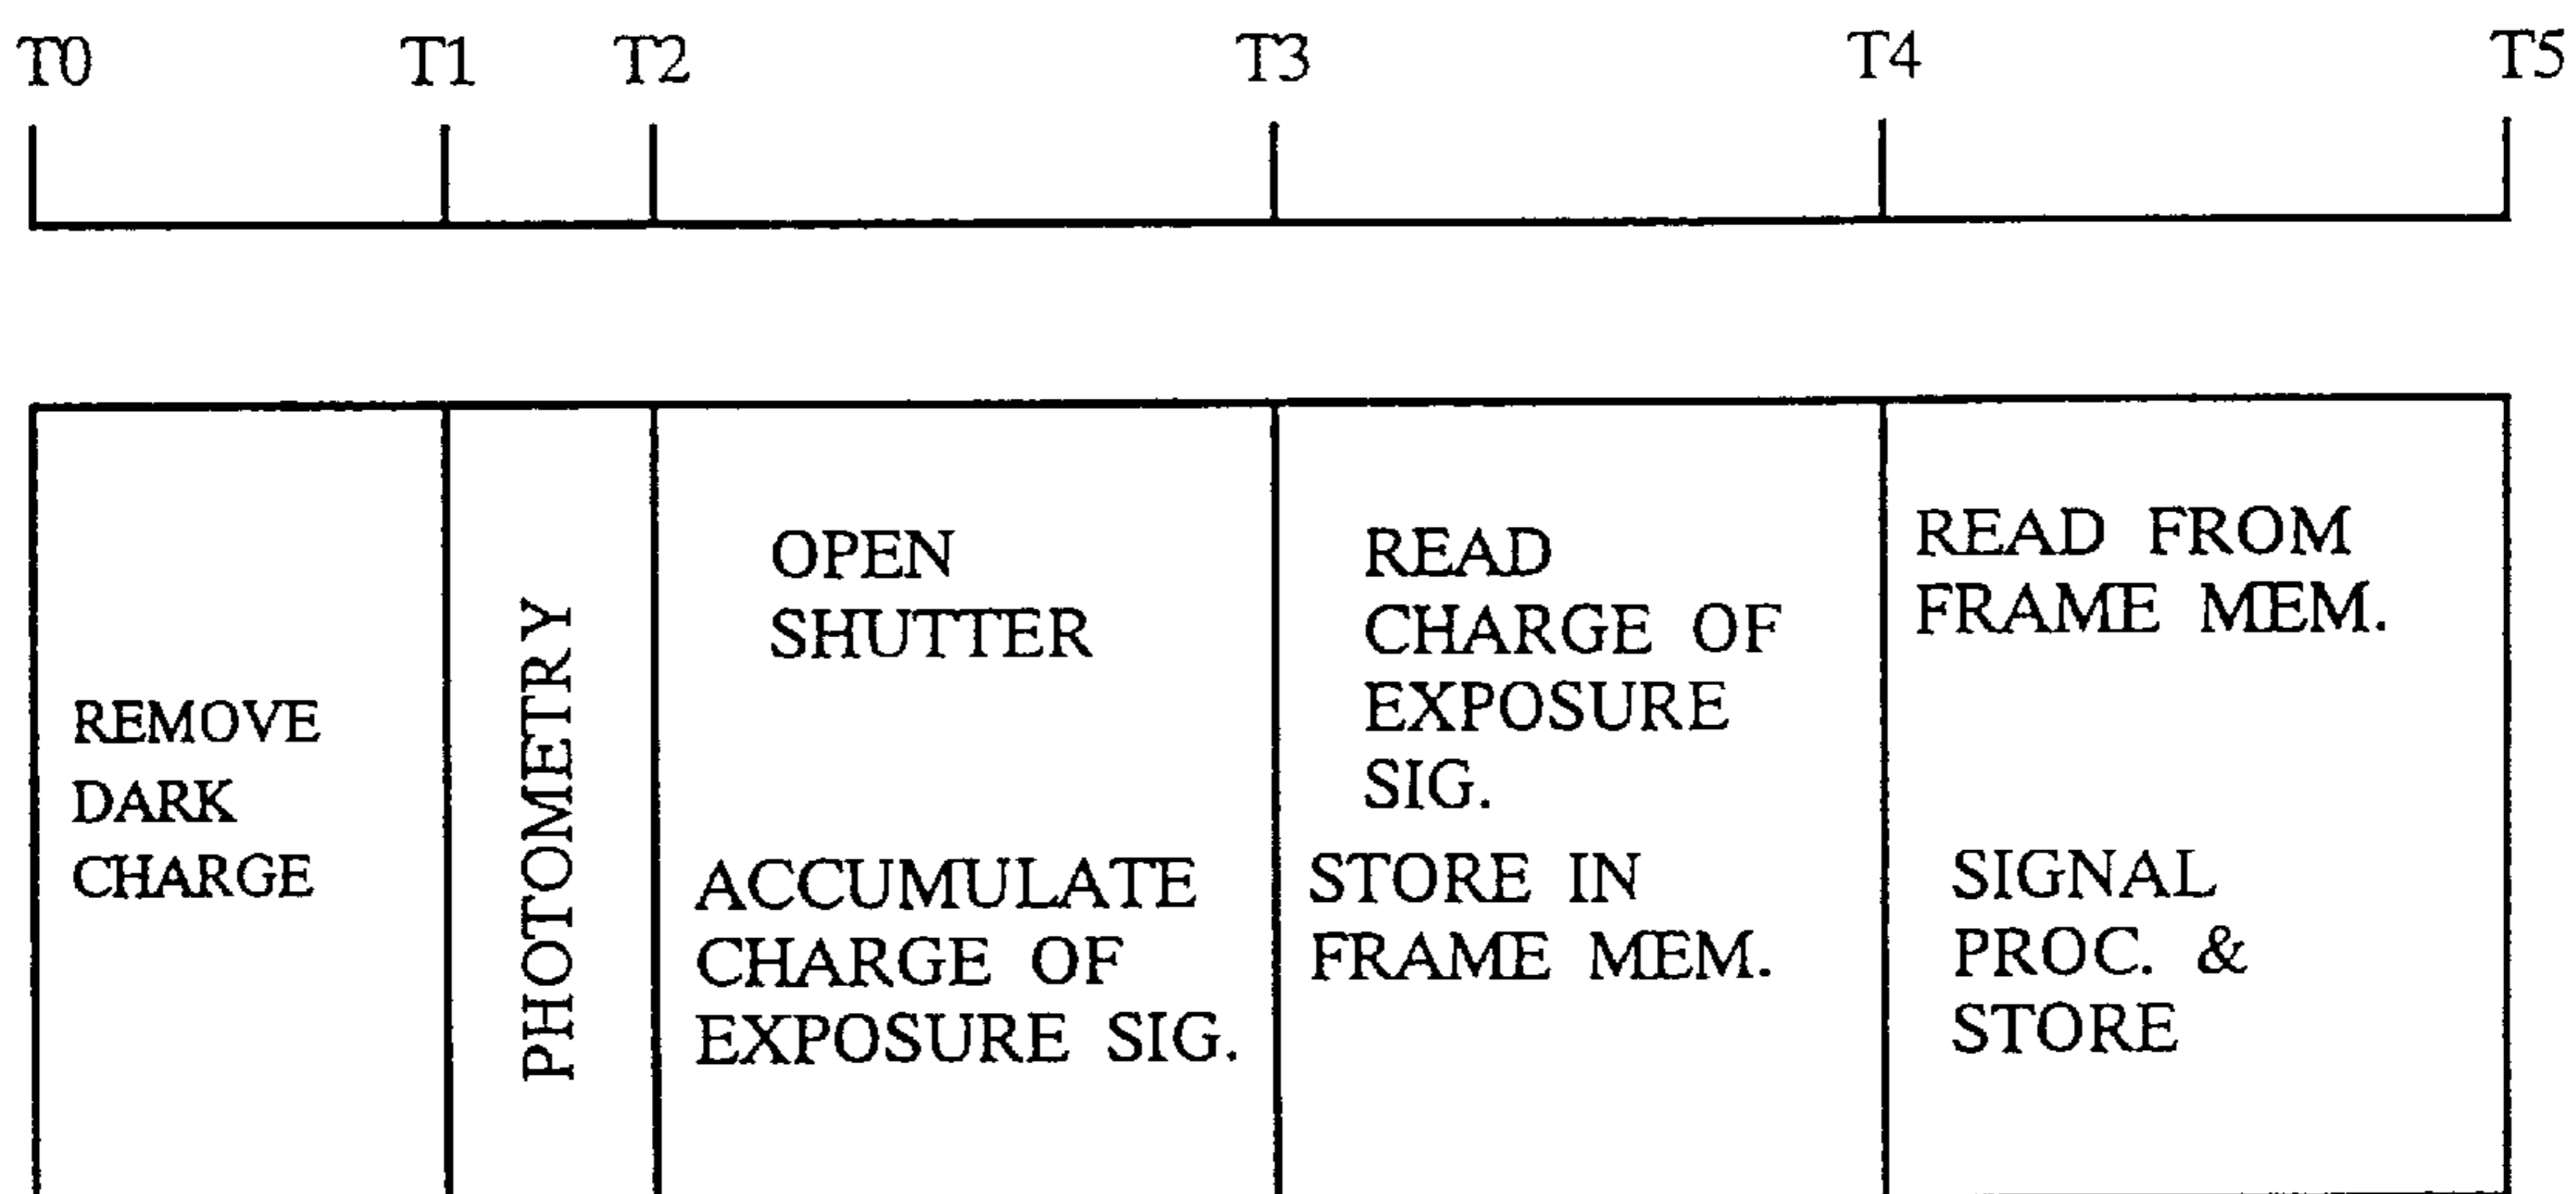 T0 T1 T2 T3 T4 T5
REMOVE
DARK
CHARGE
PHOTOMETRY
OPEN
SHUTTER
ACCUMULATE
CHARGE OF
EXPOSURE SIG.
READ
CHARGE OF
EXPOSURE
SIG.
STORE IN
FRAME MEM.
READ FROM
FRAME MEM.
SIGNAL
PROC. &
STORE